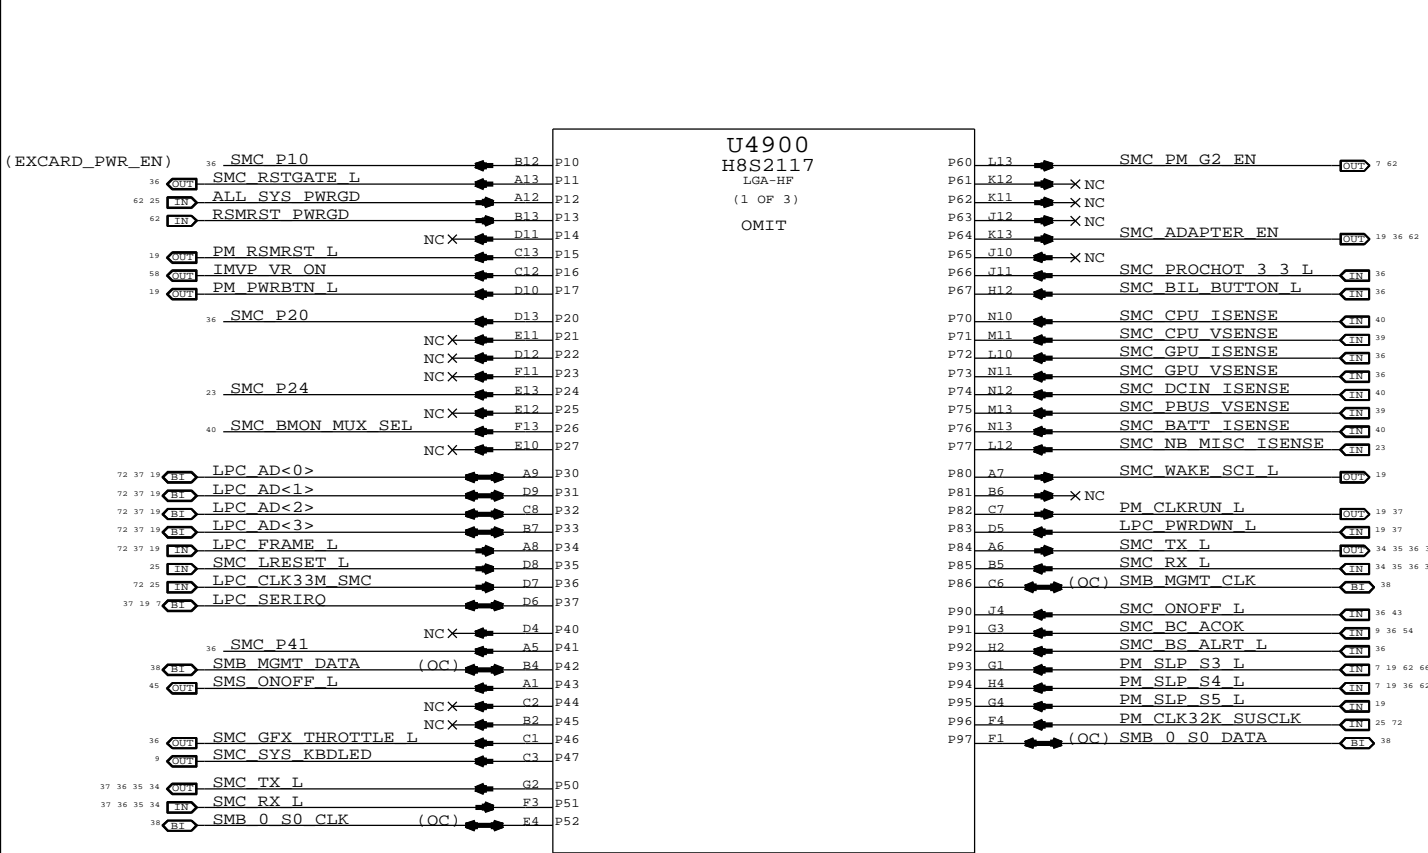 U4900
H8S2117
LGA-HF
(1 OF 3)
OMIT
(EXCARD_PWR_EN) 36 SMC_P10 B12 P10
36 OUT SMC_RSTGATE_L A13 P11
62 25 IN ALL_SYS_PWRGD A12 P12
62 IN RSMRST_PWRGD B13 P13
NC D11 P14
19 OUT PM_RSMRST_L C13 P15
58 OUT IMVP_VR_ON C12 P16
19 OUT PM_PWRBTN_L D10 P17
36 SMC_P20 D13 P20
NC E11 P21
NC D12 P22
NC F11 P23
23 SMC_P24 E13 P24
NC E12 P25
40 SMC_BMON_MUX_SEL F13 P26
NC E10 P27
72 37 19 BI LPC_AD<0> A9 P30
72 37 19 BI LPC_AD<1> D9 P31
72 37 19 BI LPC_AD<2> C8 P32
72 37 19 BI LPC_AD<3> B7 P33
72 37 19 IN LPC_FRAME_L A8 P34
25 IN SMC_LRESET_L D8 P35
72 25 IN LPC_CLK33M_SMC D7 P36
37 19 7 BI LPC_SERIRQ D6 P37
NC D4 P40
36 SMC_P41 A5 P41
38 BI SMB_MGMT_DATA (OC) B4 P42
45 OUT SMS_ONOFF_L A1 P43
NC C2 P44
NC B2 P45
36 OUT SMC_GFX_THROTTLE_L C1 P46
9 OUT SMC_SYS_KBDLED C3 P47
37 36 35 34 OUT SMC_TX_L G2 P50
37 36 35 34 IN SMC_RX_L F3 P51
38 BI SMB_0_S0_CLK (OC) E4 P52
P60 L13 SMC_PM_G2_EN OUT 7 62
P61 K12 NC
P62 K11 NC
P63 J12 NC
P64 K13 SMC_ADAPTER_EN OUT 19 36 62
P65 J10 NC
P66 J11 SMC_PROCHOT_3_3_L IN 36
P67 H12 SMC_BIL_BUTTON_L IN 36
P70 N10 SMC_CPU_ISENSE IN 40
P71 M11 SMC_CPU_VSENSE IN 39
P72 L10 SMC_GPU_ISENSE IN 36
P73 N11 SMC_GPU_VSENSE IN 36
P74 N12 SMC_DCIN_ISENSE IN 40
P75 M13 SMC_PBUS_VSENSE IN 39
P76 N13 SMC_BATT_ISENSE IN 40
P77 L12 SMC_NB_MISC_ISENSE IN 23
P80 A7 SMC_WAKE_SCI_L OUT 19
P81 B6 NC
P82 C7 PM_CLKRUN_L OUT 19 37
P83 D5 LPC_PWRDWN_L IN 19 37
P84 A6 SMC_TX_L OUT 34 35 36 3
P85 B5 SMC_RX_L IN 34 35 36 3
P86 C6 (OC) SMB_MGMT_CLK BI 38
P90 J4 SMC_ONOFF_L IN 36 43
P91 G3 SMC_BC_ACOK IN 9 36 54
P92 H2 SMC_BS_ALRT_L IN 36
P93 G1 PM_SLP_S3_L IN 7 19 62 66
P94 H4 PM_SLP_S4_L IN 7 19 36 62
P95 G4 PM_SLP_S5_L IN 19
P96 F4 PM_CLK32K_SUSCLK IN 25 72
P97 F1 (OC) SMB_0_S0_DATA BI 38